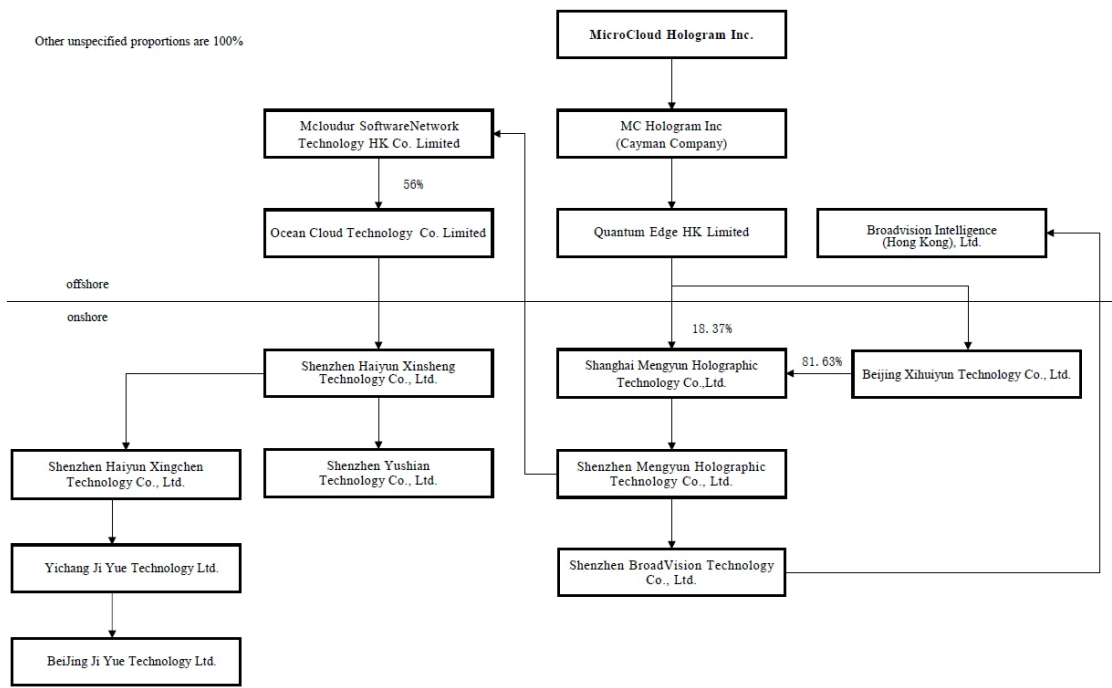 Other unspecified proportions are 100%
MicroCloud Hologram Inc.
Mcloudur SoftwareNetwork
Technology HK Co. Limited
MC Hologram Inc
(Cayman Company)
56%
Ocean Cloud Technology Co. Limited
Quantum Edge HK Limited
Broadvision Intelligence
(Hong Kong), Ltd.
offshore
onshore
18.37%
Shenzhen Haiyun Xinsheng
Technology Co., Ltd.
Shanghai Mengyun Holographic
Technology Co.,Ltd.
81.63%
Beijing Xihuiyun Technology Co., Ltd.
Shenzhen Haiyun Xingchen
Technology Co., Ltd.
Shenzhen Yushian
Technology Co., Ltd.
Shenzhen Mengyun Holographic
Technology Co., Ltd.
Yichang Ji Yue Technology Ltd.
Shenzhen BroadVision Technology
Co., Ltd.
BeiJing Ji Yue Technology Ltd.